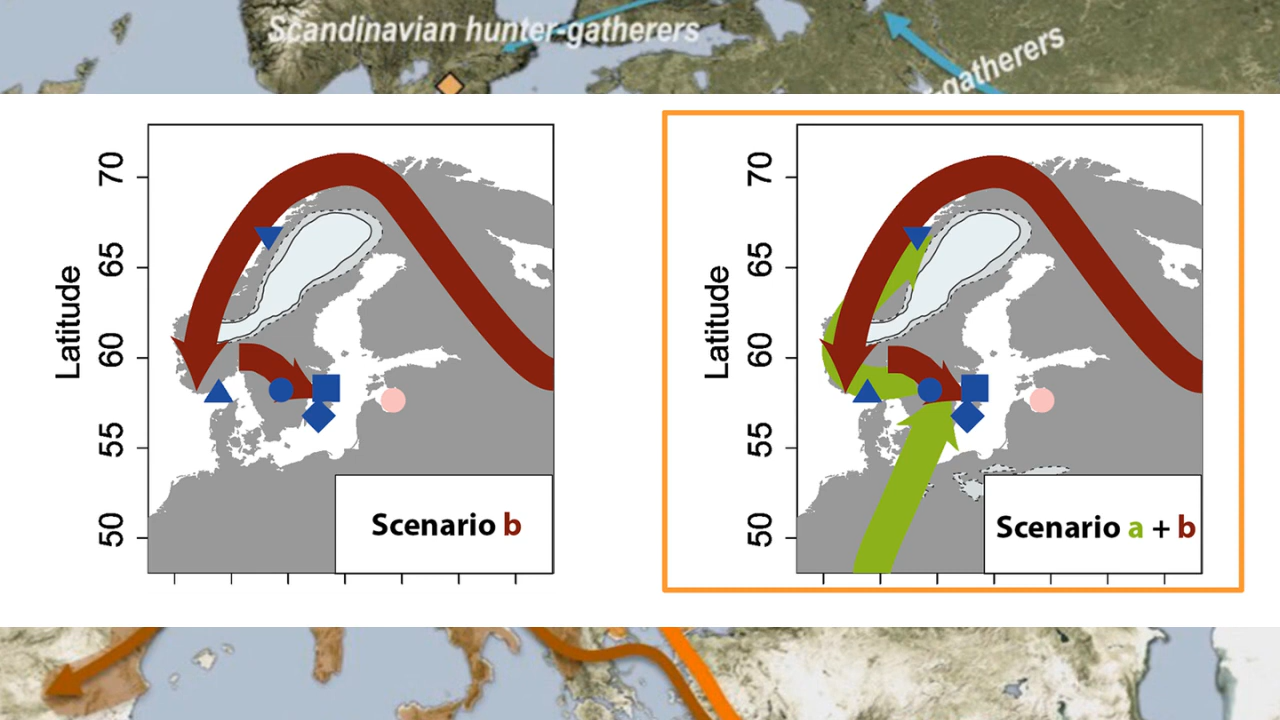 Scandinavian hunter-gatherers
-gatherers
70
65
60
55
50
Latitude
Scenario b
70
65
60
55
50
Latitude
Scenario a + b